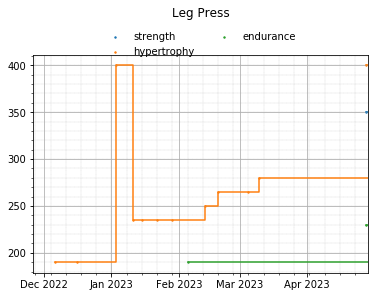 Leg Press
strength
endurance
hypertrophy
400
350
300
250
200
Dec 2022 Jan 2023 Feb 2023 Mar 2023 Apr 2023